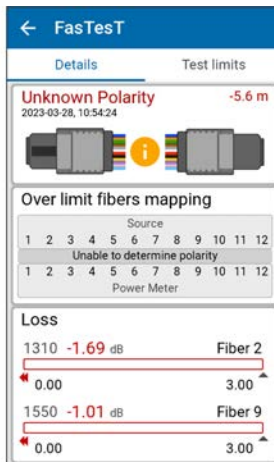 FasTesT
Details Test limits
Unknown Polarity -5.6 m
2023-03-28, 10:54:24
i
Over limit fibers mapping
Source
1 2 3 4 5 6 7 8 9 10 11 12
Unable to determine polarity
1 2 3 4 5 6 7 8 9 10 11 12
Power Meter
Loss
1310 -1.69 dB Fiber 2
0.00 3.00
1550 -1.01 dB Fiber 9
0.00 3.00